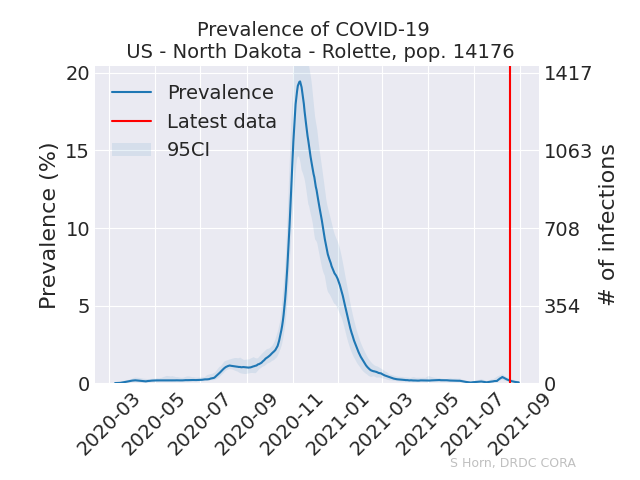 Prevalence of COVID-19
US - North Dakota - Rolette, pop. 14176
Prevalence
Latest data
95CI
Prevalence (%)
20
15
10
5
0
1417
1063
708
354
0
# of infections
2020-03
2020-05
2020-07
2020-09
2020-11
2021-01
2021-03
2021-05
2021-07
2021-09
S Horn, DRDC CORA